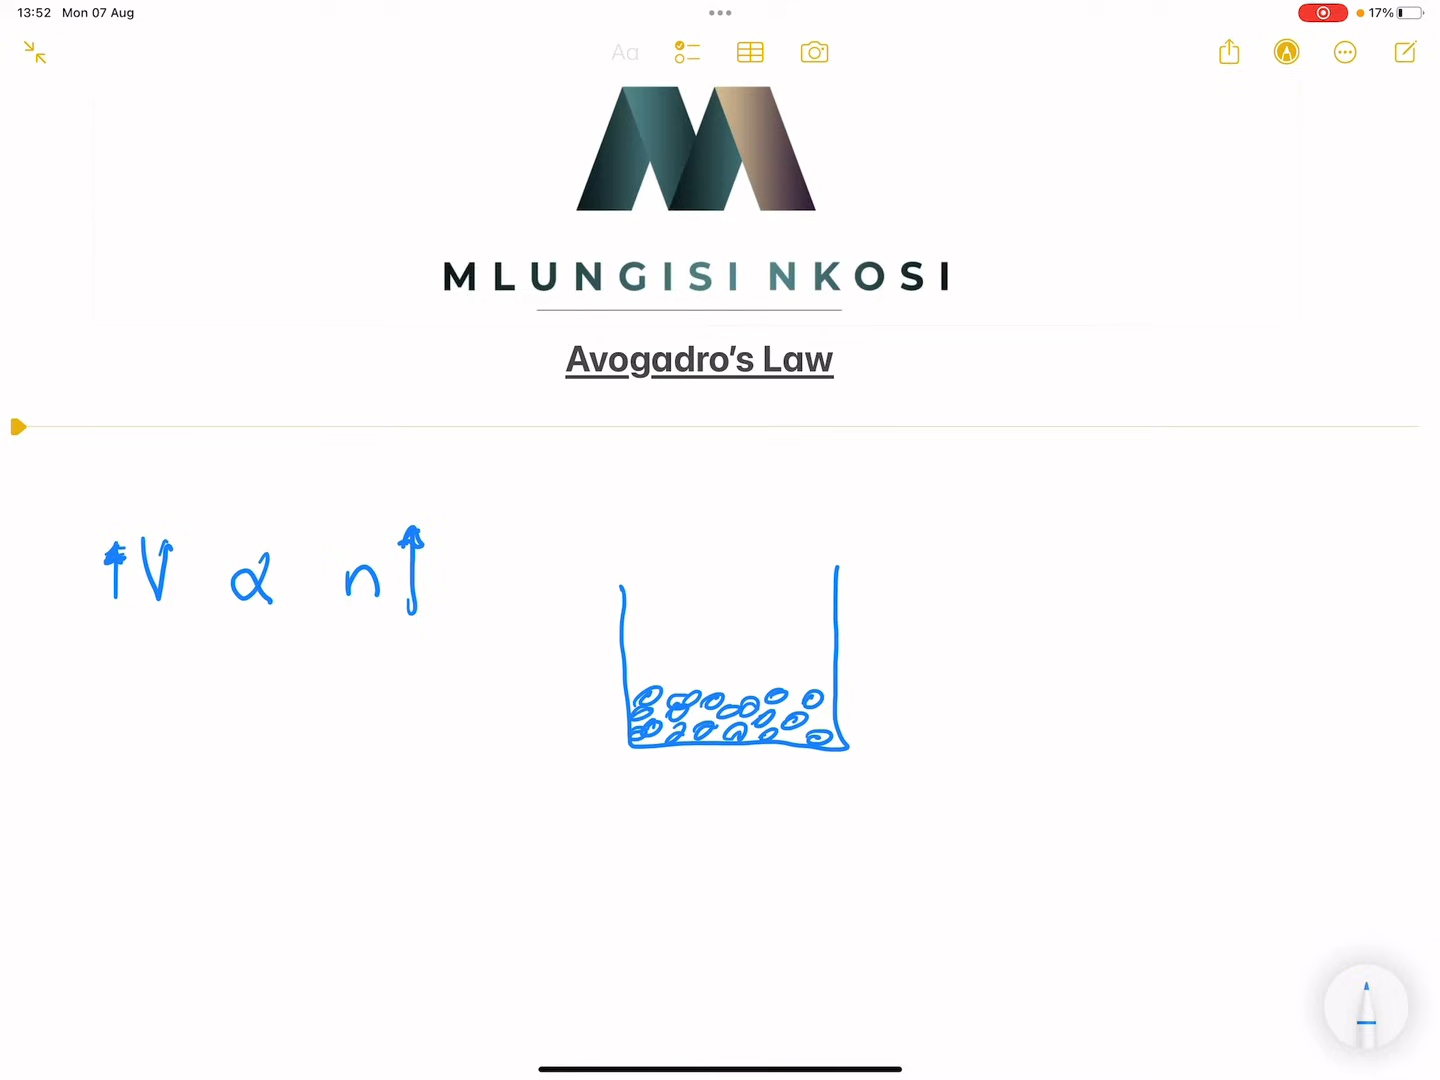 13:52 Mon 07 Aug
17%
Aa
MLUNGISI NKOSI
Avogadro's Law
↑V ∝ n↑